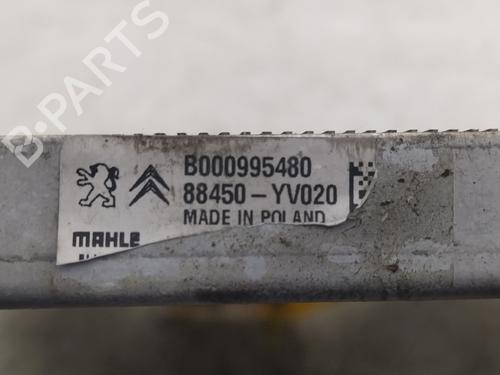 B-PARTS
B000995480
88450-YV020
MADE IN POLAND
MAHLE